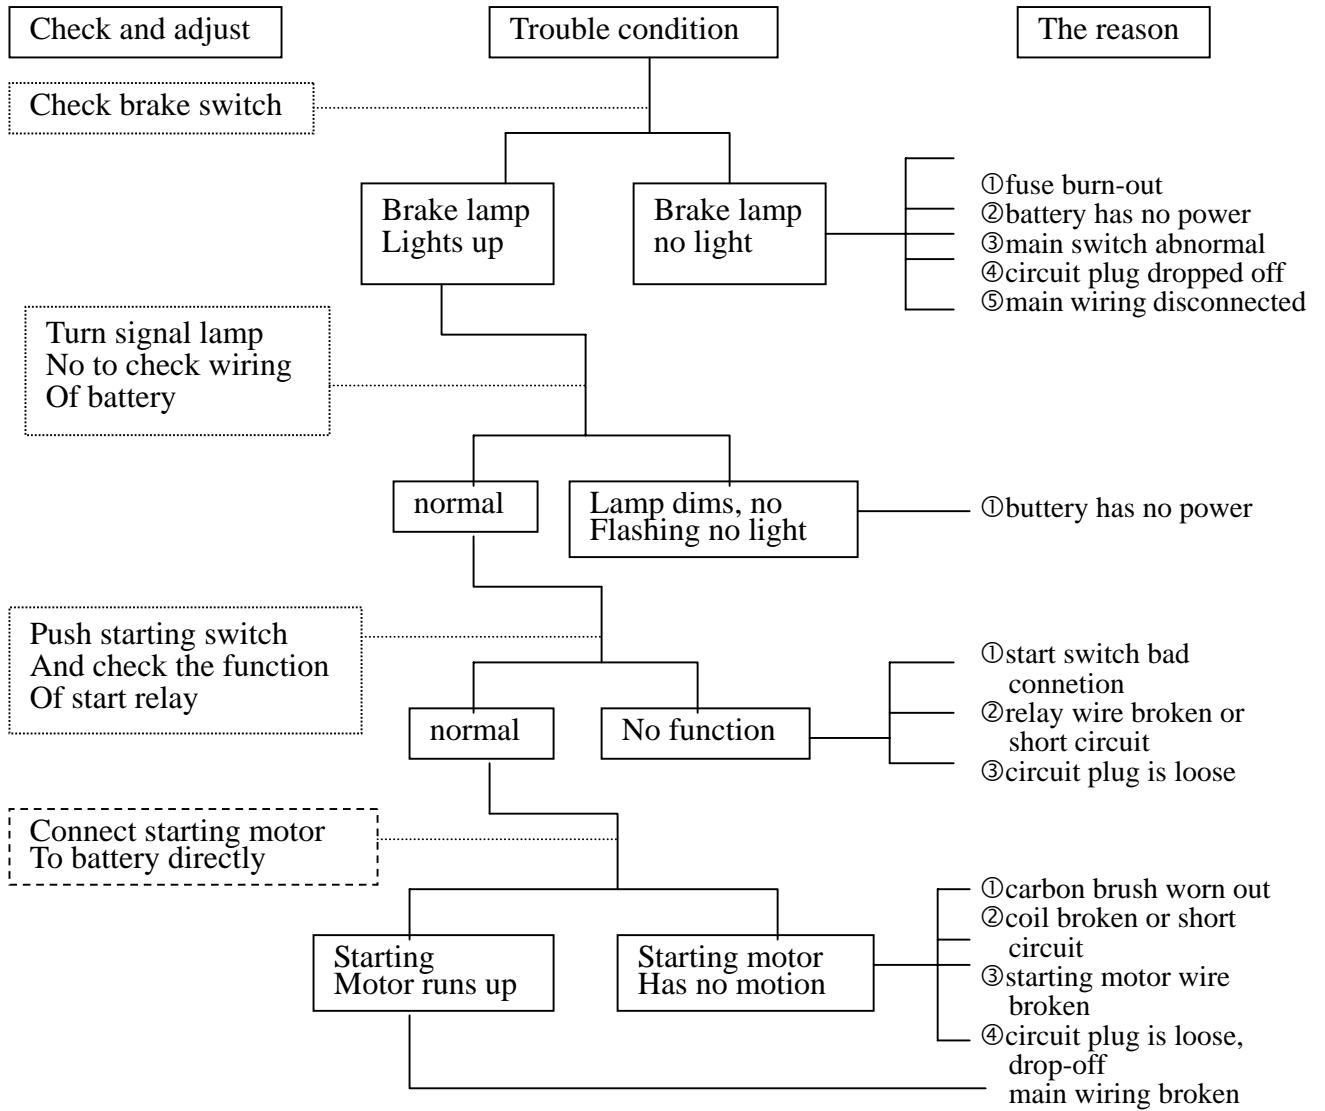 Check and adjust
Trouble condition
The reason
Check brake switch
Brake lamp
Lights up
Brake lamp
no light
①fuse burn-out
②battery has no power
③main switch abnormal
④circuit plug dropped off
⑤main wiring disconnected
Turn signal lamp
No to check wiring
Of battery
normal
Lamp dims, no
Flashing no light
①buttery has no power
Push starting switch
And check the function
Of start relay
normal
No function
①start switch bad
connetion
②relay wire broken or
short circuit
③circuit plug is loose
Connect starting motor
To battery directly
Starting
Motor runs up
Starting motor
Has no motion
①carbon brush worn out
②coil broken or short
circuit
③starting motor wire
broken
④circuit plug is loose,
drop-off
main wiring broken